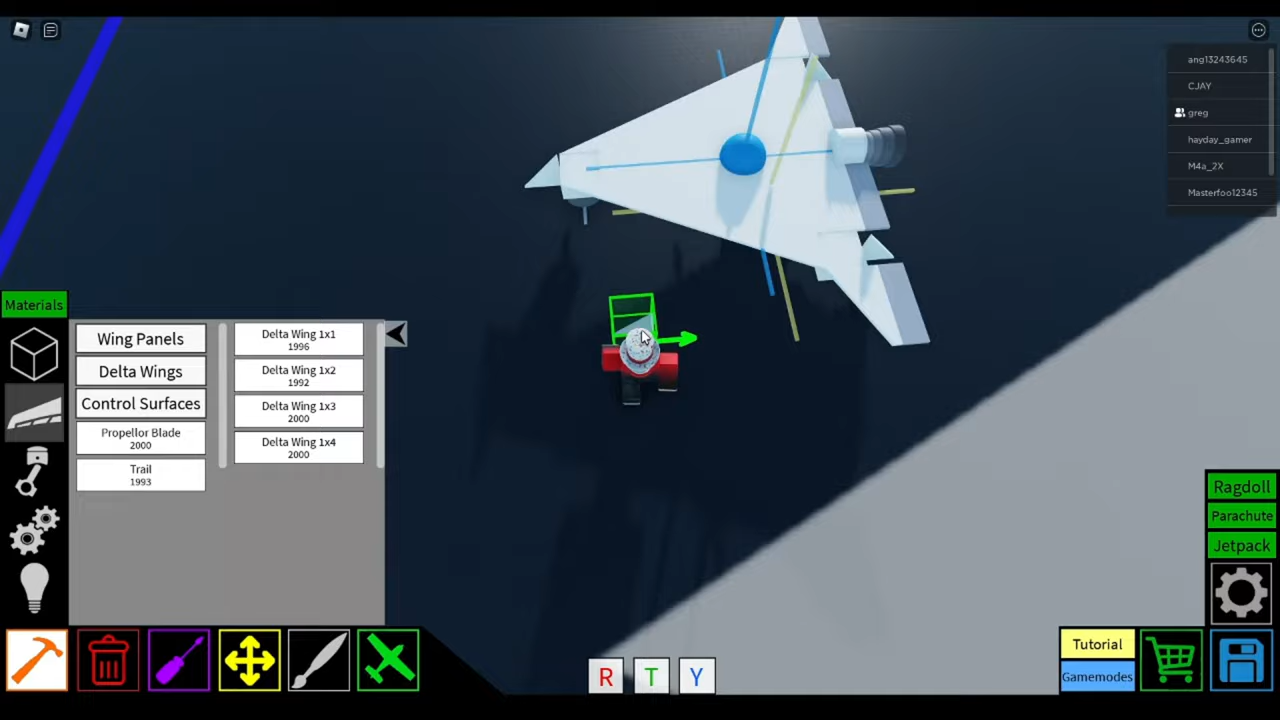 ang13243645
CJAY
greg
hayday_gamer
M4a_2X
Masterfoo12345
Materials
Wing Panels
Delta Wings
Control Surfaces
Propellor Blade
2000
Trail
1993
Delta Wing 1x1
1996
Delta Wing 1x2
1992
Delta Wing 1x3
2000
Delta Wing 1x4
2000
Ragdoll
Parachute
Jetpack
Tutorial
Gamemodes
R T Y